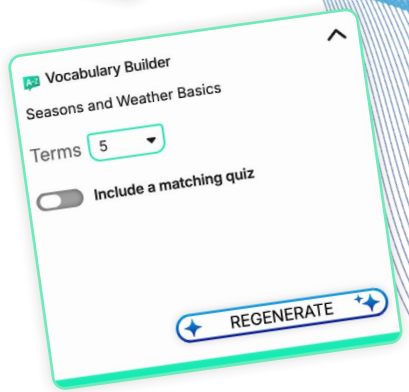 A-Z Vocabulary Builder
Seasons and Weather Basics
Terms 5
Include a matching quiz
REGENERATE